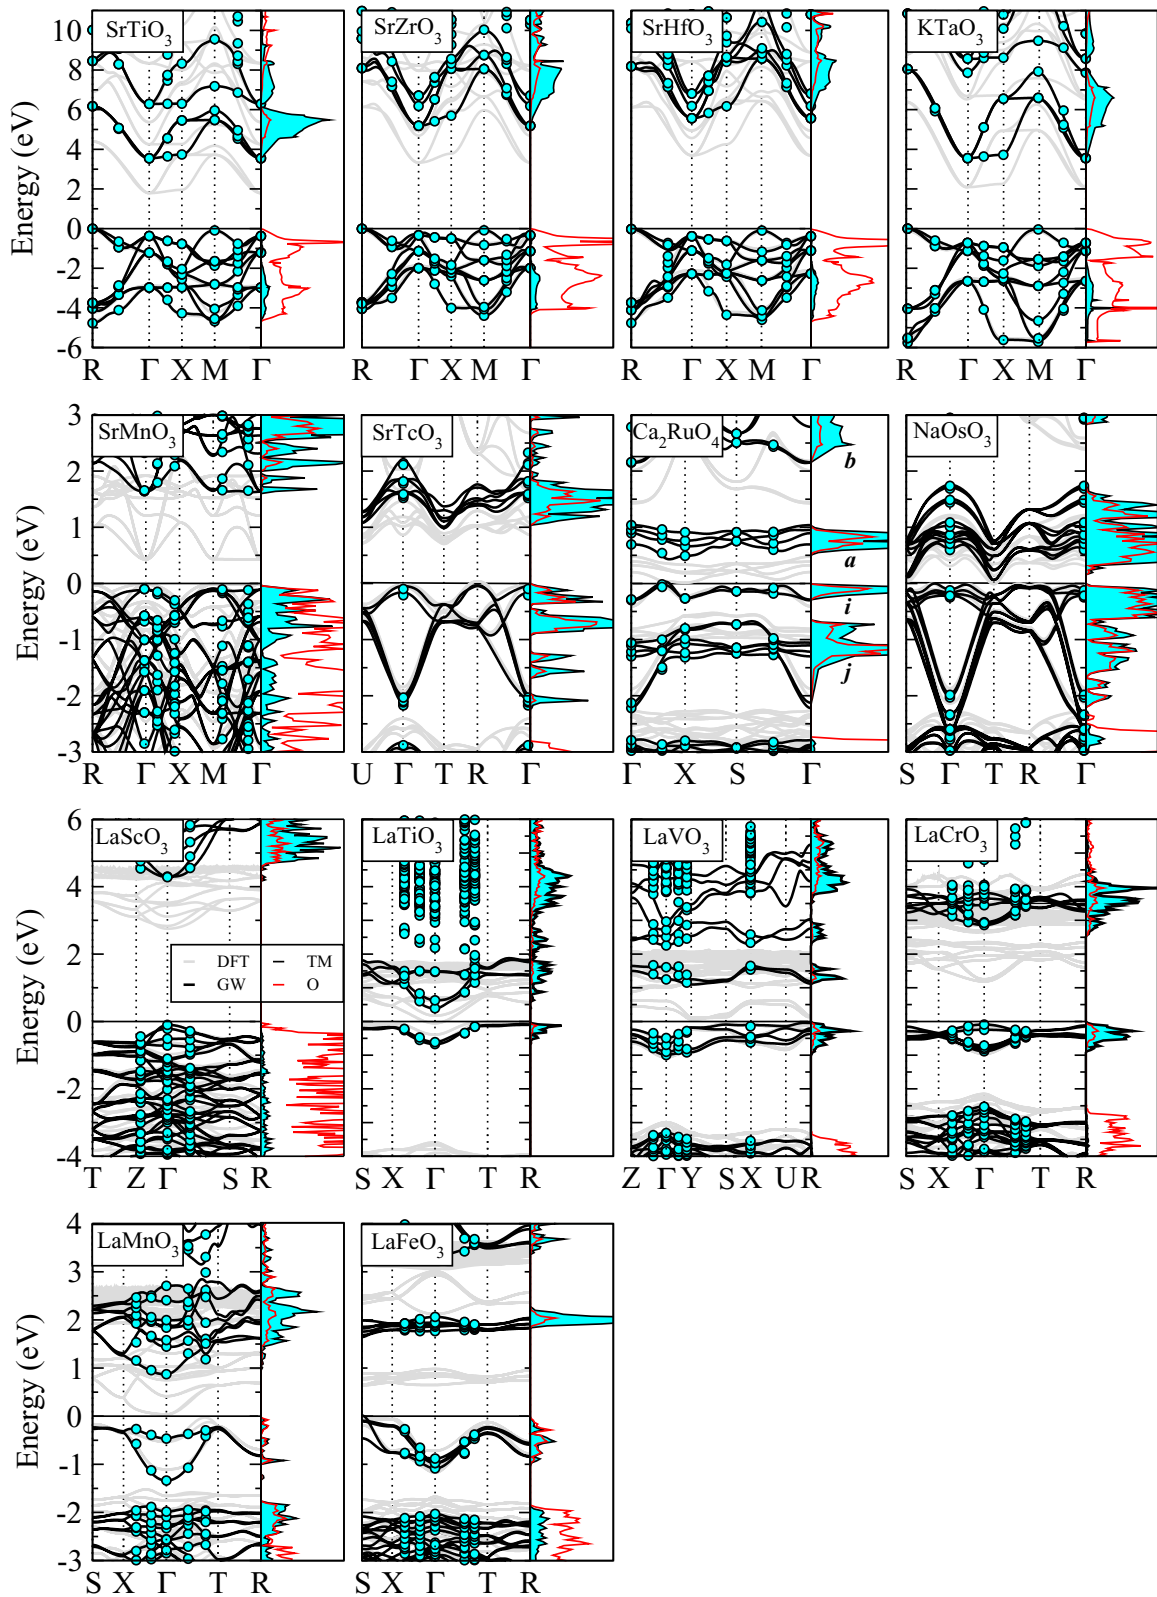 SrTiO3 SrZrO3 SrHfO3 KTaO3
Energy (eV)
10
8
6
4
2
0
-2
-4
-6
R Γ X M Γ R Γ X M Γ R Γ X M Γ R Γ X M Γ
SrMnO3 SrTcO3 Ca2RuO4 NaOsO3
Energy (eV)
3
2
1
0
-1
-2
-3
b
a
i
j
R Γ X M Γ U Γ T R Γ Γ X S Γ S Γ T R Γ
LaScO3 LaTiO3 LaVO3 LaCrO3
Energy (eV)
6
4
2
0
-2
-4
DFT TM
GW O
T Z Γ S R S X Γ T R Z Γ Y S X U R S X Γ T R
LaMnO3 LaFeO3
Energy (eV)
4
3
2
1
0
-1
-2
-3
S X Γ T R S X Γ T R